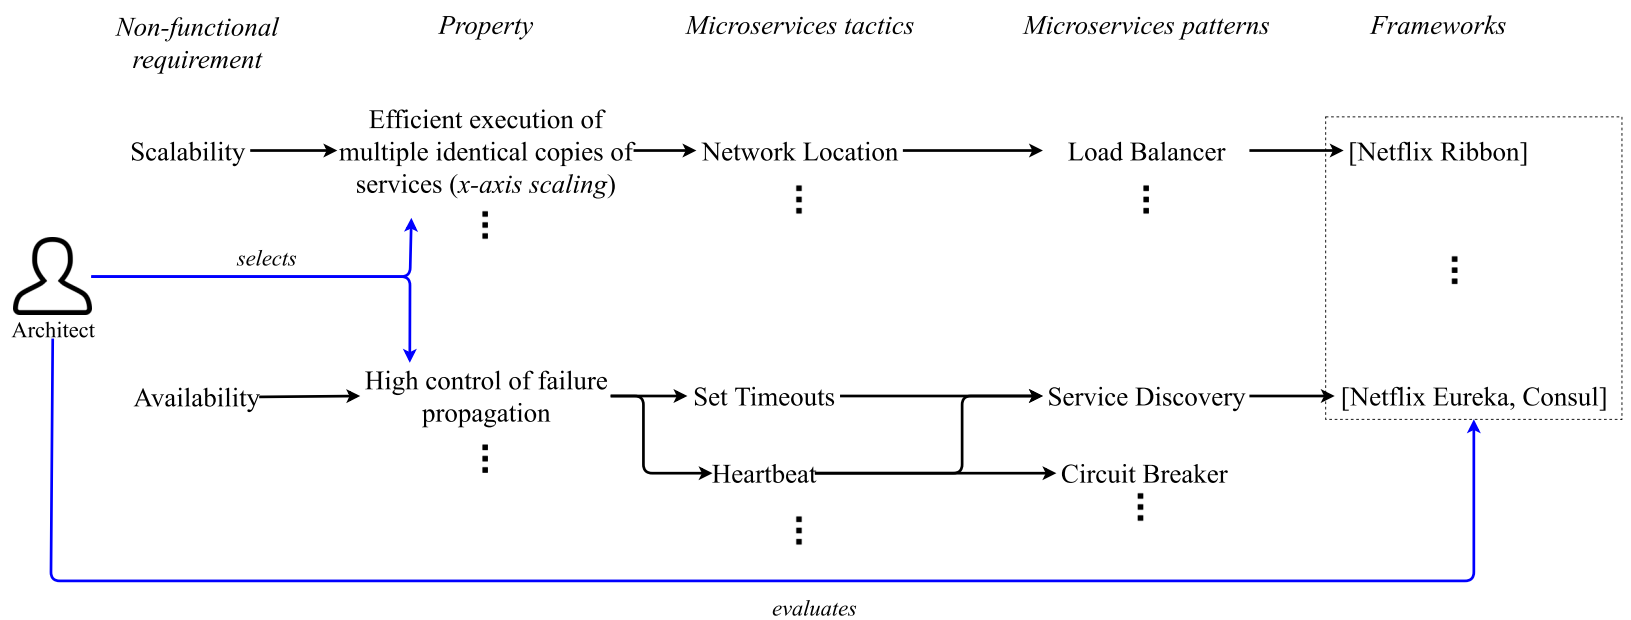 Non-functional
requirement
Property
Microservices tactics
Microservices patterns
Frameworks
Efficient execution of
multiple identical copies of
services (x-axis scaling)
Scalability
Network Location
Load Balancer
[Netflix Ribbon]
selects
Architect
Availability
High control of failure
propagation
Set Timeouts
Service Discovery
[Netflix Eureka, Consul]
Heartbeat
Circuit Breaker
evaluates